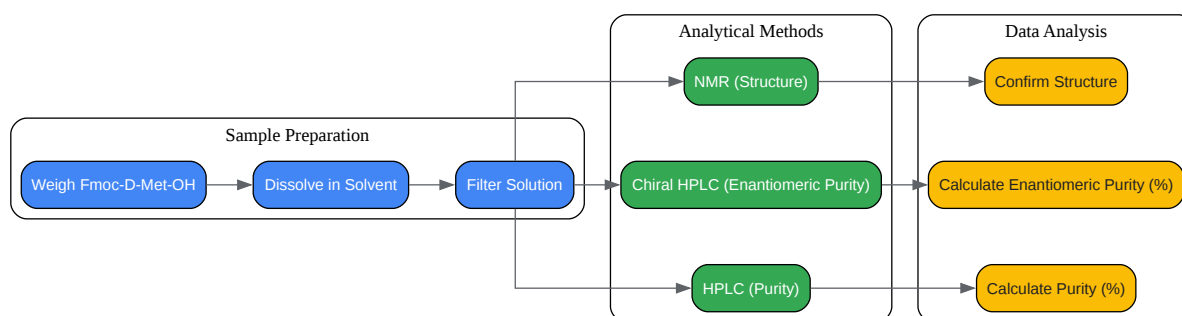 Sample Preparation
Weigh Fmoc-D-Met-OH
Dissolve in Solvent
Filter Solution
Analytical Methods
NMR (Structure)
Chiral HPLC (Enantiomeric Purity)
HPLC (Purity)
Data Analysis
Confirm Structure
Calculate Enantiomeric Purity (%)
Calculate Purity (%)